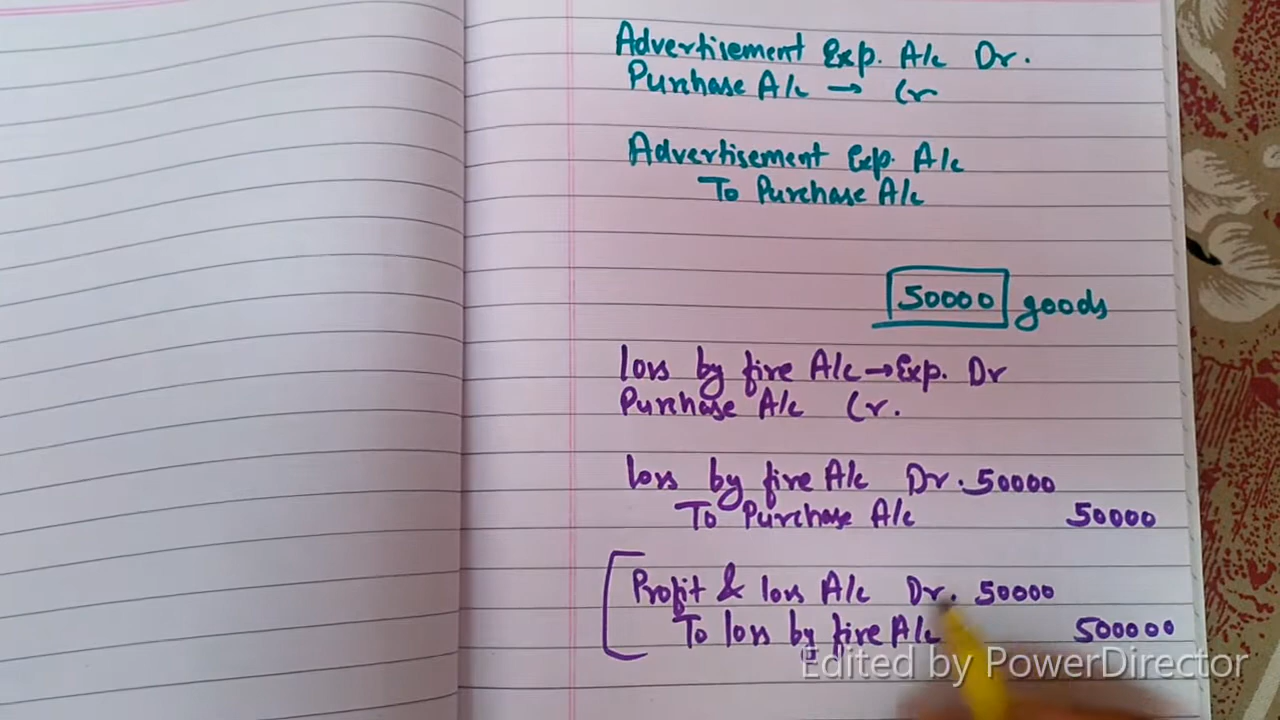 Advertisement Exp. A/c Dr.
Purchase A/c → Cr
Advertisement Exp. A/c
To Purchase A/c
50000 goods
loss by fire A/c → Exp. Dr
Purchase A/c Cr.
loss by fire A/c Dr. 50000
To Purchase A/c 50000
Profit & loss A/c Dr. 50000
To loss by fire A/c 500000
Edited by PowerDirector